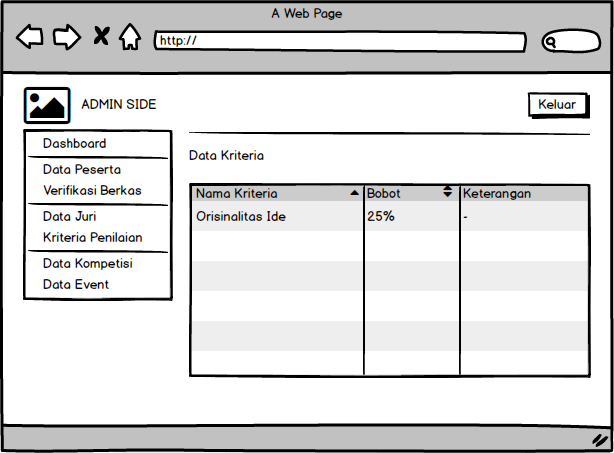 A Web Page
http://
ADMIN SIDE
Keluar
Dashboard
Data Peserta
Verifikasi Berkas
Data Juri
Kriteria Penilaian
Data Kompetisi
Data Event
Data Kriteria
Nama Kriteria Bobot Keterangan
Orisinalitas Ide 25% -